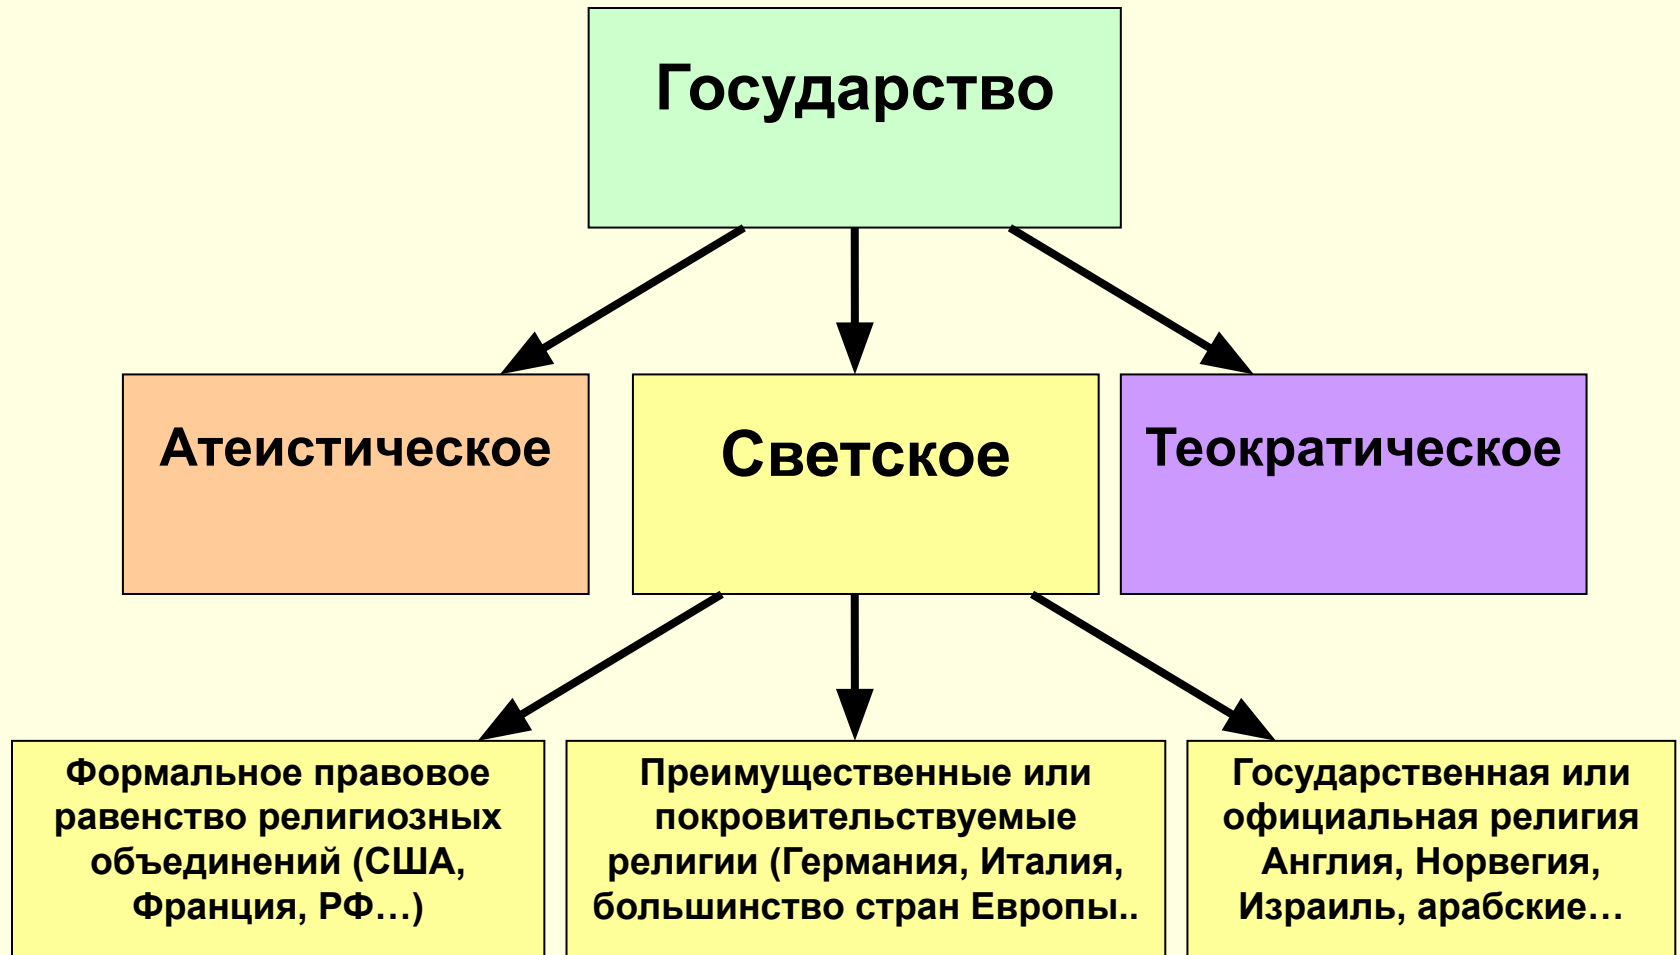 Государство
Атеистическое
Светское
Теократическое
Формальное правовое
равенство религиозных
объединений (США,
Франция, РФ…)
Преимущественные или
покровительствуемые
религии (Германия, Италия,
большинство стран Европы..
Государственная или
официальная религия
Англия, Норвегия,
Израиль, арабские…